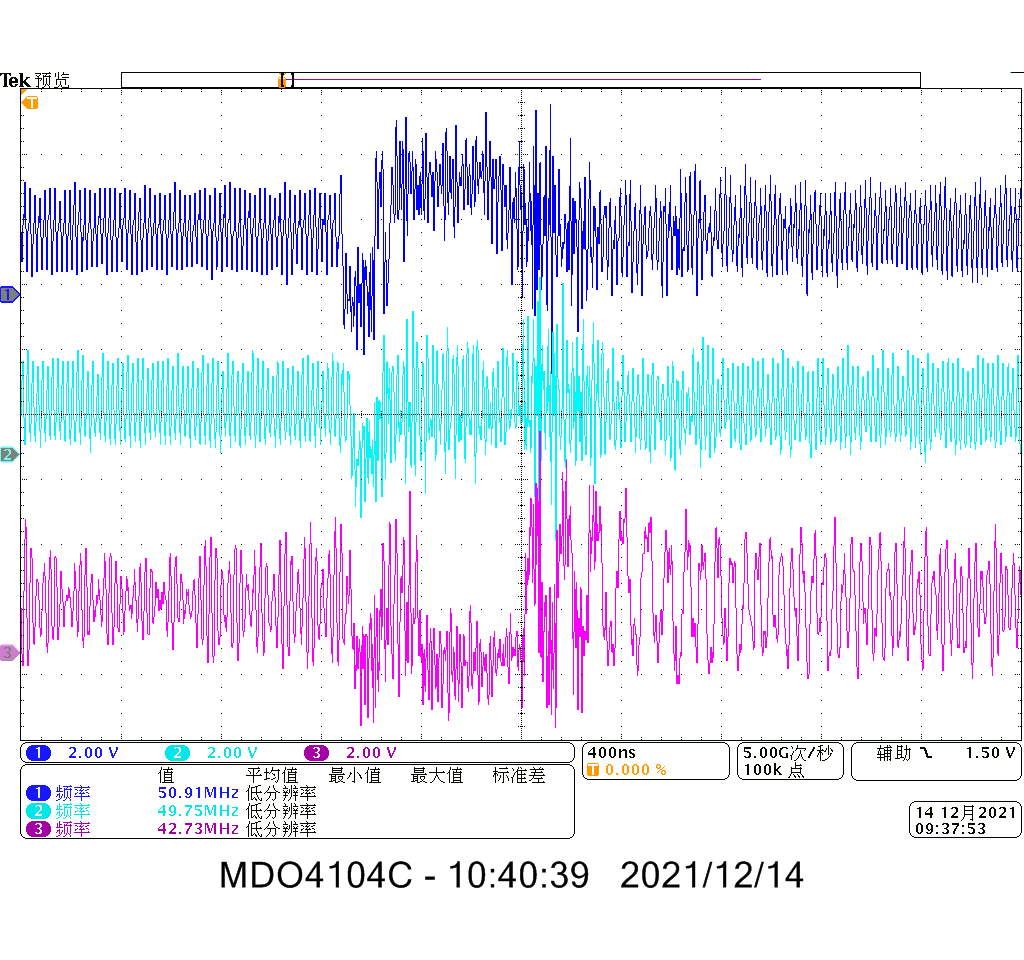 Tek 预览
T
1
2
3
1 2.00 V 2 2.00 V 3 2.00 V
400ns
T 0.000 %
5.00G次/秒
100k 点
辅助 1.50 V
值 平均值 最小值 最大值 标准差
1 频率 50.91MHz 低分辨率
2 频率 49.75MHz 低分辨率
3 频率 42.73MHz 低分辨率
14 12月2021
09:37:53
MDO4104C - 10:40:39 2021/12/14